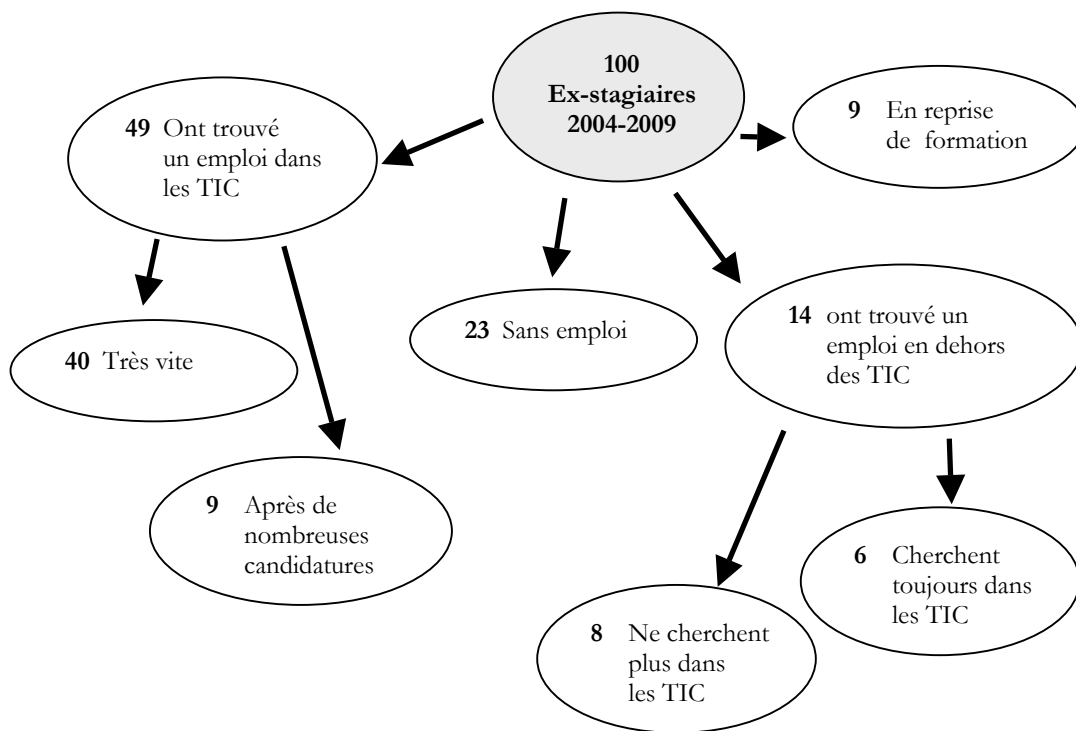 100
Ex-stagiaires
2004-2009
9 En reprise
de formation
49 Ont trouvé
un emploi dans
les TIC
23 Sans emploi
14 ont trouvé un
emploi en dehors
des TIC
40 Très vite
9 Après de
nombreuses
candidatures
6 Cherchent
toujours dans
les TIC
8 Ne cherchent
plus dans
les TIC